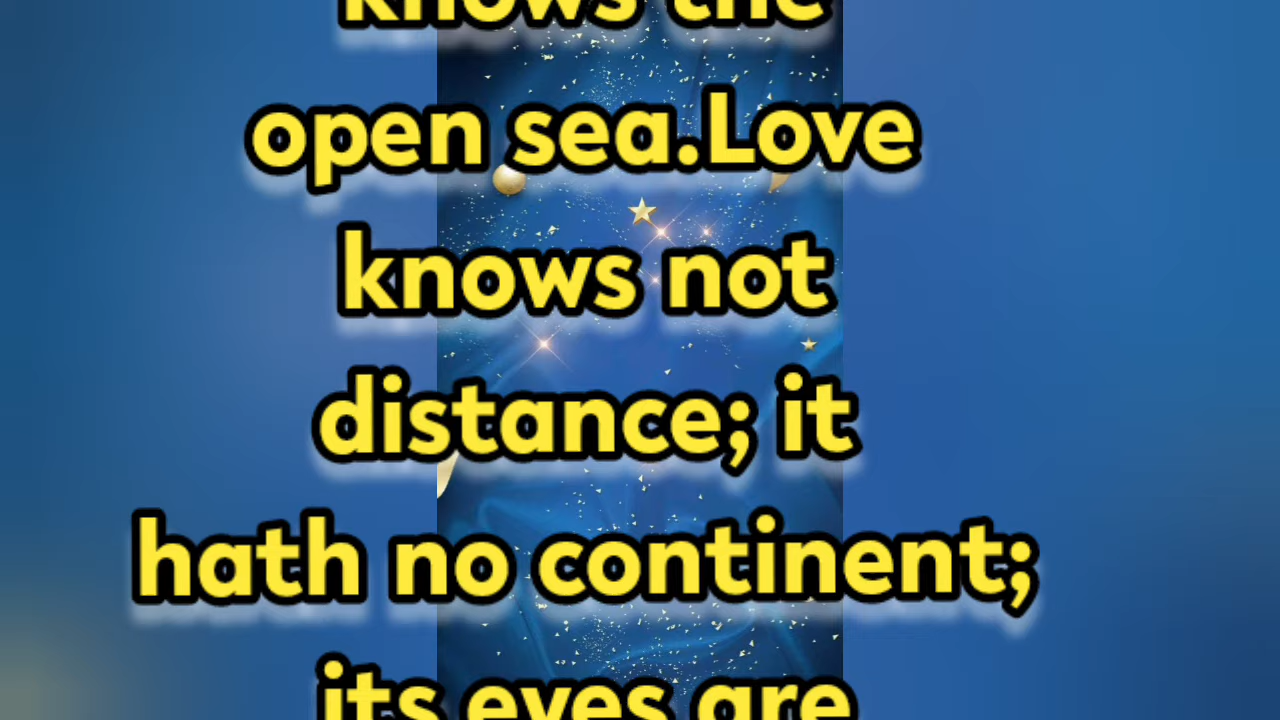 knows the
open sea.Love
knows not
distance; it
hath no continent;
its eyes are